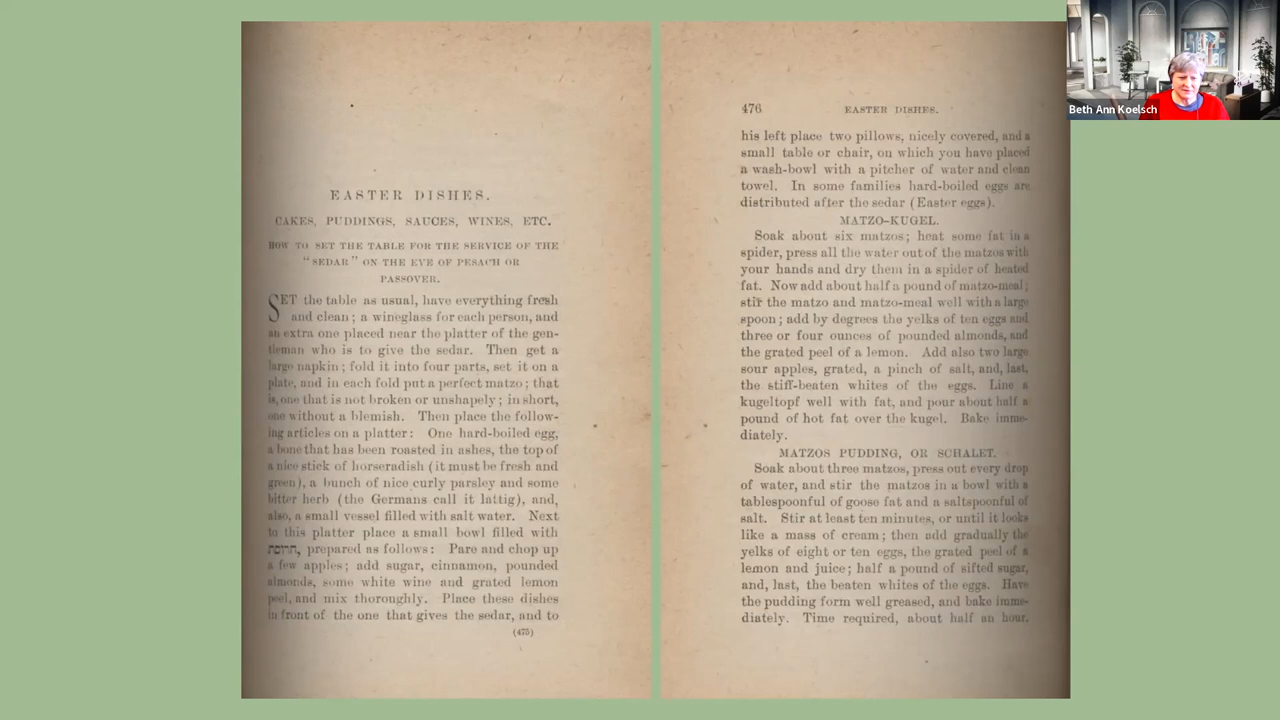 EASTER DISHES.
CAKES, PUDDINGS, SAUCES, WINES, ETC.
HOW TO SET THE TABLE FOR THE SERVICE OF THE
“SEDAR” ON THE EVE OF PESACH OR
PASSOVER.
SET the table as usual, have everything fresh
and clean; a wineglass for each person, and
an extra one placed near the platter of the gen-
tleman who is to give the sedar. Then get a
large napkin; fold it into four parts, set it on a
plate, and in each fold put a perfect matzo; that
is, one that is not broken or unshapely; in short,
one without a blemish. Then place the follow-
ing articles on a platter: One hard-boiled egg,
a bone that has been roasted in ashes, the top of
a nice stick of horseradish (it must be fresh and
green), a bunch of nice curly parsley and some
bitter herb (the Germans call it lattig), and,
also, a small vessel filled with salt water. Next
to this platter place a small bowl filled with
חרוסת, prepared as follows: Pare and chop up
a few apples; add sugar, cinnamon, pounded
almonds, some white wine and grated lemon
peel, and mix thoroughly. Place these dishes
in front of the one that gives the sedar, and to
(475)
476 EASTER DISHES.
his left place two pillows, nicely covered, and a
small table or chair, on which you have placed
a wash-bowl with a pitcher of water and clean
towel. In some families hard-boiled eggs are
distributed after the sedar (Easter eggs).
MATZO-KUGEL.
Soak about six matzos; heat some fat in a
spider, press all the water out of the matzos with
your hands and dry them in a spider of heated
fat. Now add about half a pound of matzo-meal;
stir the matzo and matzo-meal well with a large
spoon; add by degrees the yelks of ten eggs and
three or four ounces of pounded almonds, and
the grated peel of a lemon. Add also two large
sour apples, grated, a pinch of salt, and, last,
the stiff-beaten whites of the eggs. Line a
kugeltopf well with fat, and pour about half a
pound of hot fat over the kugel. Bake imme-
diately.
MATZOS PUDDING, OR SCHALET.
Soak about three matzos, press out every drop
of water, and stir the matzos in a bowl with a
tablespoonful of goose fat and a saltspoonful of
salt. Stir at least ten minutes, or until it looks
like a mass of cream; then add gradually the
yelks of eight or ten eggs, the grated peel of a
lemon and juice; half a pound of sifted sugar,
and, last, the beaten whites of the eggs. Have
the pudding form well greased, and bake imme-
diately. Time required, about half an hour.
Beth Ann Koelsch